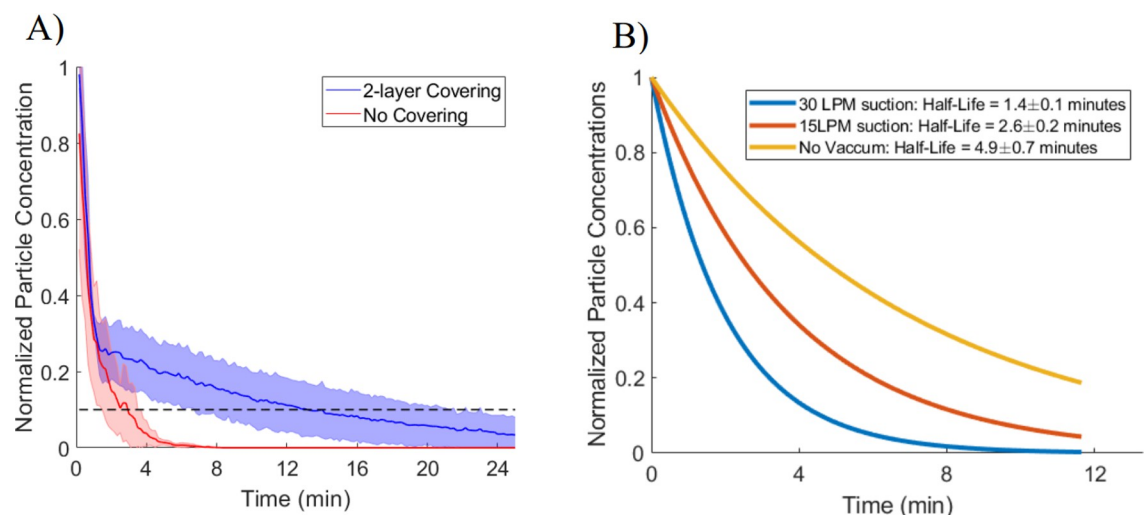 A)
Normalized Particle Concentration
1
0.8
0.6
0.4
0.2
0
0
4
8
12
16
20
24
Time (min)
2-layer Covering
No Covering
B)
Normalized Particle Concentrations
1
0.8
0.6
0.4
0.2
0
0
4
8
12
Time (min)
30 LPM suction: Half-Life = 1.4±0.1 minutes
15LPM suction: Half-Life = 2.6±0.2 minutes
No Vaccum: Half-Life = 4.9±0.7 minutes